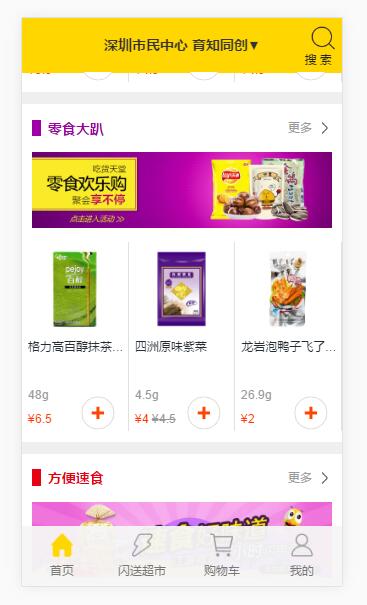 深圳市民中心 育知同创▼
搜 索
零食大趴
更多
吃货天堂
零食欢乐购
聚会享不停
点击进入活动 >>
pejoy
百醇
格力高百醇抹茶…
四洲原味紫菜
龙岩泡鸭子飞了…
48g
4.5g
26.9g
¥6.5
¥4 ¥4.5
¥2
方便速食
更多
首页
闪送超市
购物车
我的